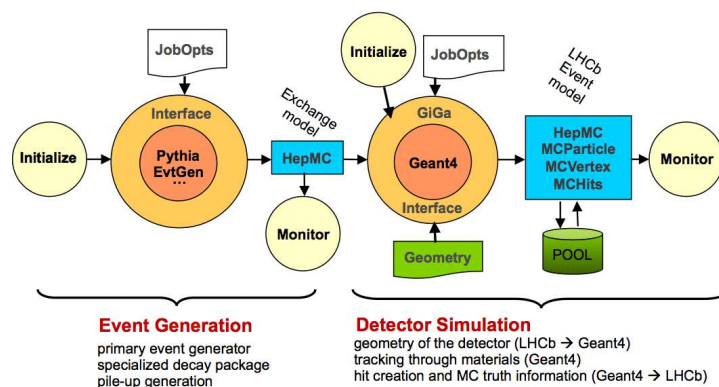 JobOpts
Interface
Initialize
Pythia
EvtGen
...
Exchange
model
HepMC
Monitor
Initialize
JobOpts
GiGa
Geant4
Interface
Geometry
LHCb
Event
model
HepMC
MCParticle
MCVertex
MCHits
Monitor
POOL
Event Generation
primary event generator
specialized decay package
pile-up generation
Detector Simulation
geometry of the detector (LHCb → Geant4)
tracking through materials (Geant4)
hit creation and MC truth information (Geant4 → LHCb)